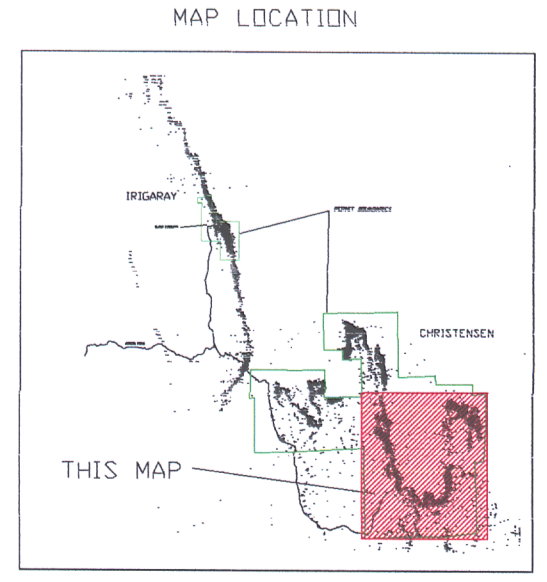 MAP LOCATION
IRIGARAY
PERMIT BOUNDARIES
CHRISTENSEN
THIS MAP